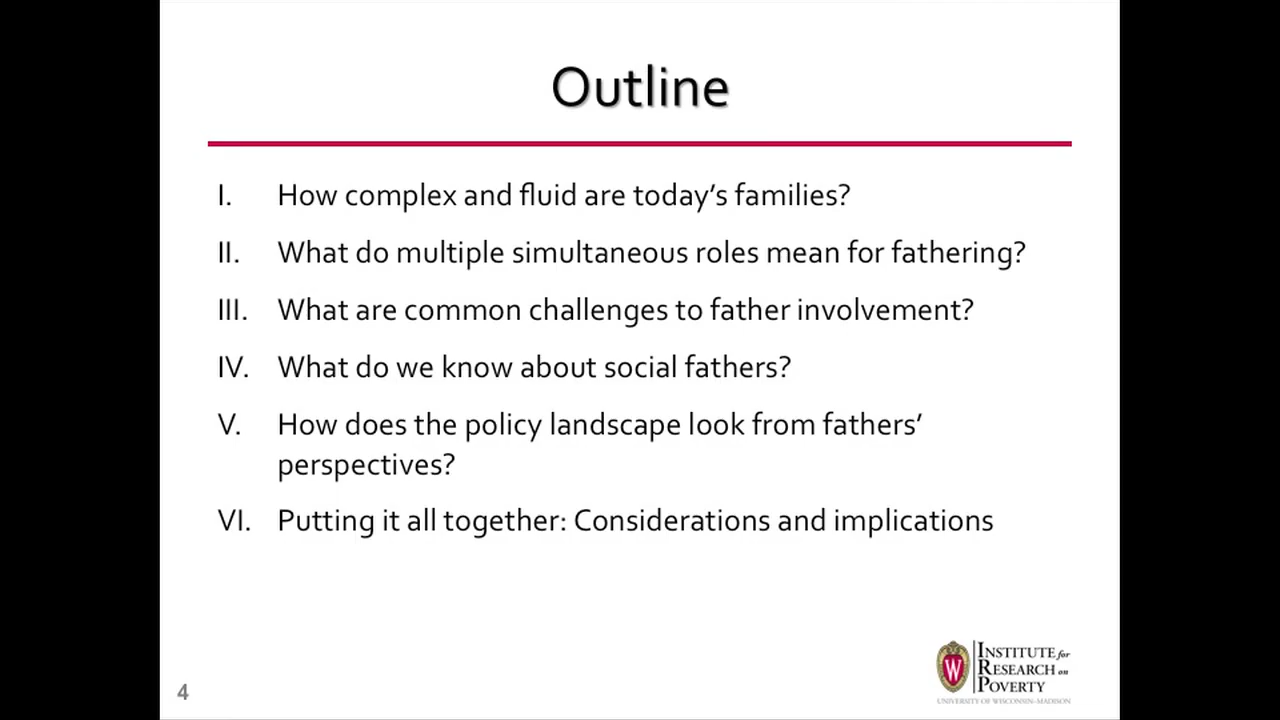 Outline
I. How complex and fluid are today’s families?
II. What do multiple simultaneous roles mean for fathering?
III. What are common challenges to father involvement?
IV. What do we know about social fathers?
V. How does the policy landscape look from fathers’
perspectives?
VI. Putting it all together: Considerations and implications
4
W
INSTITUTE for
RESEARCH on
POVERTY
UNIVERSITY OF WISCONSIN–MADISON